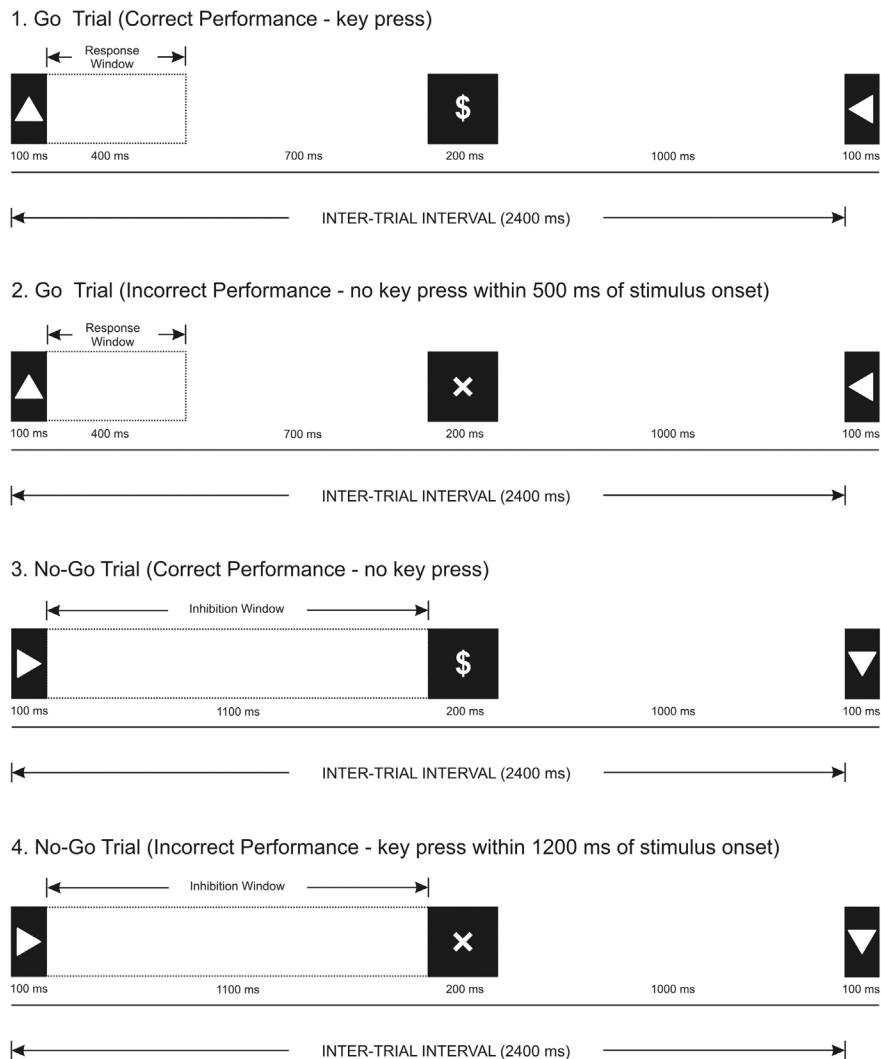 1. Go Trial (Correct Performance - key press)
Response
Window
$
100 ms 400 ms 700 ms 200 ms 1000 ms 100 ms
INTER-TRIAL INTERVAL (2400 ms)
2. Go Trial (Incorrect Performance - no key press within 500 ms of stimulus onset)
Response
Window
×
100 ms 400 ms 700 ms 200 ms 1000 ms 100 ms
INTER-TRIAL INTERVAL (2400 ms)
3. No-Go Trial (Correct Performance - no key press)
Inhibition Window
$
100 ms 1100 ms 200 ms 1000 ms 100 ms
INTER-TRIAL INTERVAL (2400 ms)
4. No-Go Trial (Incorrect Performance - key press within 1200 ms of stimulus onset)
Inhibition Window
×
100 ms 1100 ms 200 ms 1000 ms 100 ms
INTER-TRIAL INTERVAL (2400 ms)